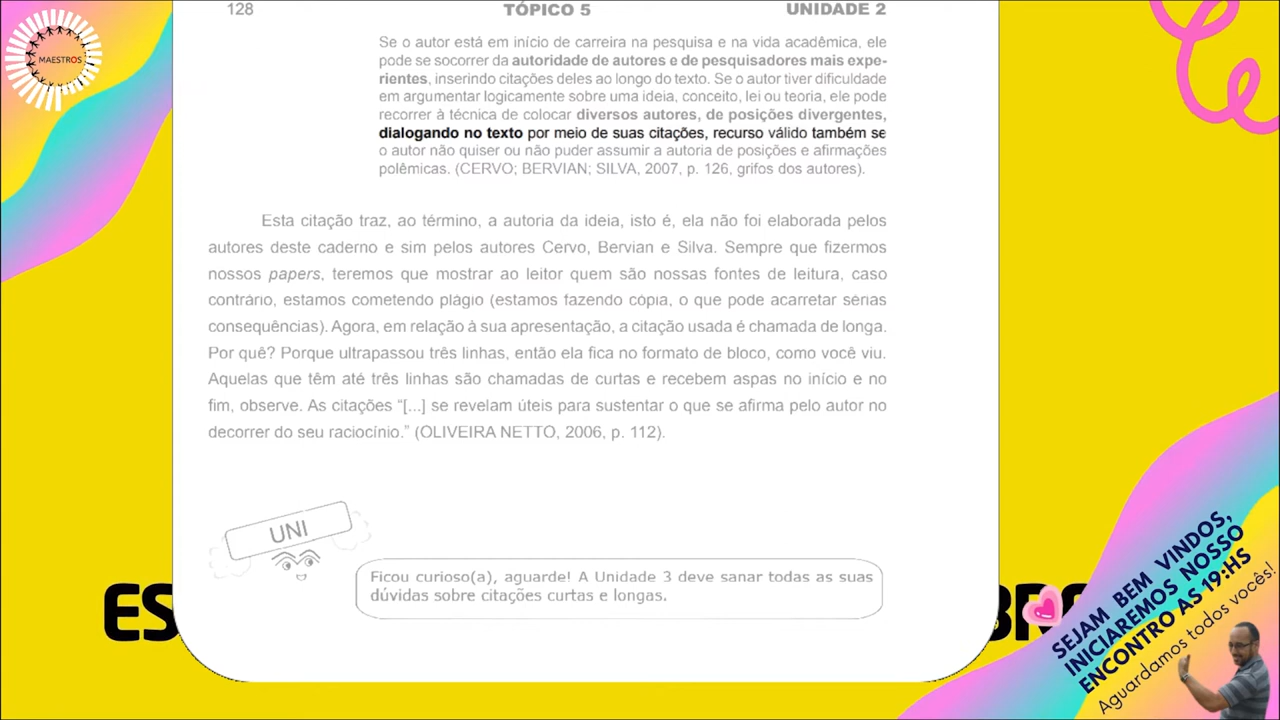 128 TÓPICO 5 UNIDADE 2
MAESTROS
Se o autor está em início de carreira na pesquisa e na vida acadêmica, ele
pode se socorrer da autoridade de autores e de pesquisadores mais expe-
rientes, inserindo citações deles ao longo do texto. Se o autor tiver dificuldade
em argumentar logicamente sobre uma ideia, conceito, lei ou teoria, ele pode
recorrer à técnica de colocar diversos autores, de posições divergentes,
dialogando no texto por meio de suas citações, recurso válido também se
o autor não quiser ou não puder assumir a autoria de posições e afirmações
polêmicas. (CERVO; BERVIAN; SILVA, 2007, p. 126, grifos dos autores).
Esta citação traz, ao término, a autoria da ideia, isto é, ela não foi elaborada pelos
autores deste caderno e sim pelos autores Cervo, Bervian e Silva. Sempre que fizermos
nossos papers, teremos que mostrar ao leitor quem são nossas fontes de leitura, caso
contrário, estamos cometendo plágio (estamos fazendo cópia, o que pode acarretar sérias
consequências). Agora, em relação à sua apresentação, a citação usada é chamada de longa.
Por quê? Porque ultrapassou três linhas, então ela fica no formato de bloco, como você viu.
Aquelas que têm até três linhas são chamadas de curtas e recebem aspas no início e no
fim, observe. As citações “[...] se revelam úteis para sustentar o que se afirma pelo autor no
decorrer do seu raciocínio.” (OLIVEIRA NETTO, 2006, p. 112).
UNI
Ficou curioso(a), aguarde! A Unidade 3 deve sanar todas as suas
dúvidas sobre citações curtas e longas.
ES
SEJAM BEM VINDOS,
INICIAREMOS NOSSO
ENCONTRO AS 19:HS
Aguardamos todos vocês!